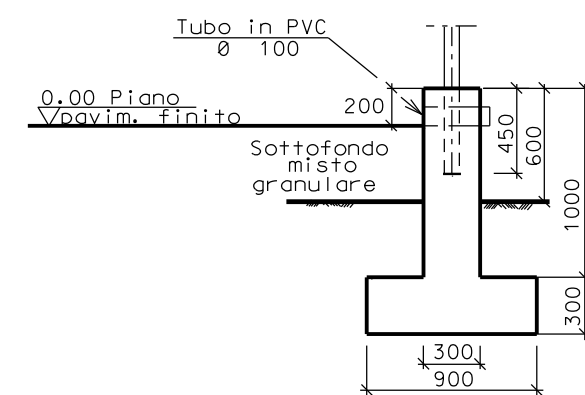 Tubo in PVC
Ø 100
0.00 Piano
pavim. finito
200
Sottofondo
misto
granulare
450
600
1000
300
300
900